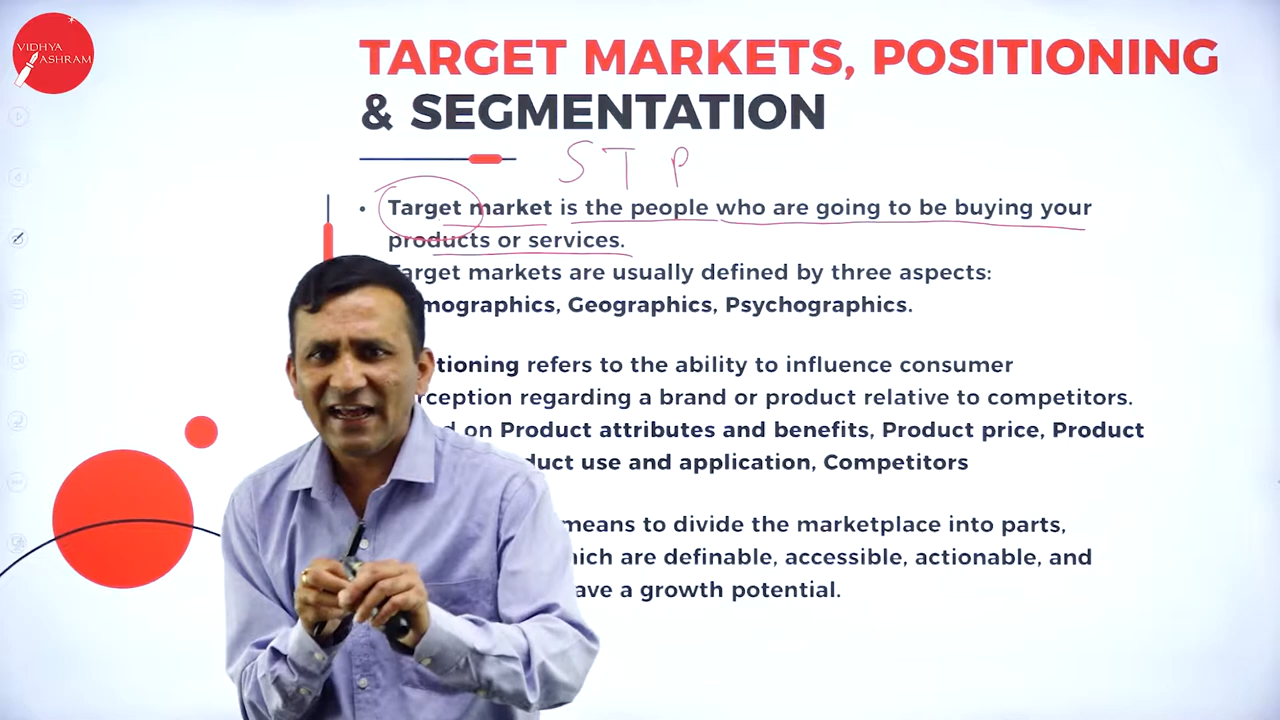 VIDHYA
ASHRAM
TARGET MARKETS, POSITIONING
& SEGMENTATION
S T P
• Target market is the people who are going to be buying your
products or services.
Target markets are usually defined by three aspects:
mographics, Geographics, Psychographics.
tioning refers to the ability to influence consumer
rception regarding a brand or product relative to competitors.
d on Product attributes and benefits, Product price, Product
duct use and application, Competitors
means to divide the marketplace into parts,
hich are definable, accessible, actionable, and
ave a growth potential.